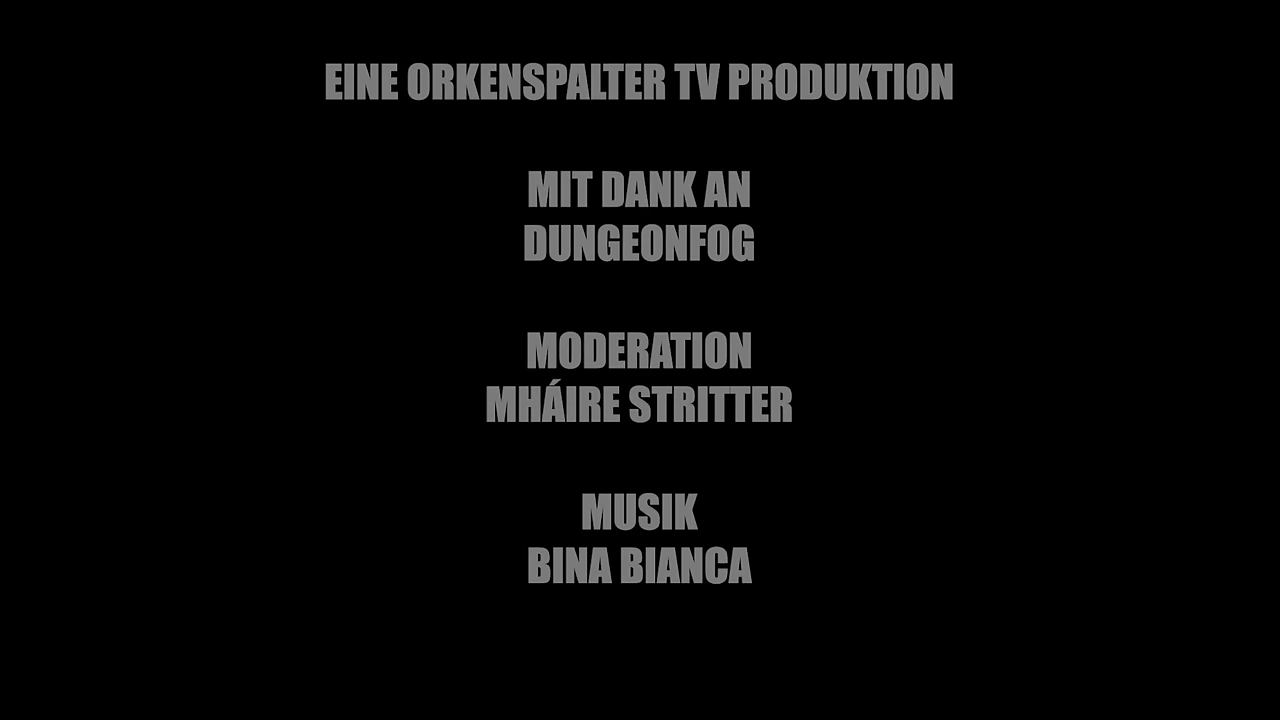 EINE ORKENSPALTER TV PRODUKTION
MIT DANK AN
DUNGEONFOG
MODERATION
MHÁIRE STRITTER
MUSIK
BINA BIANCA